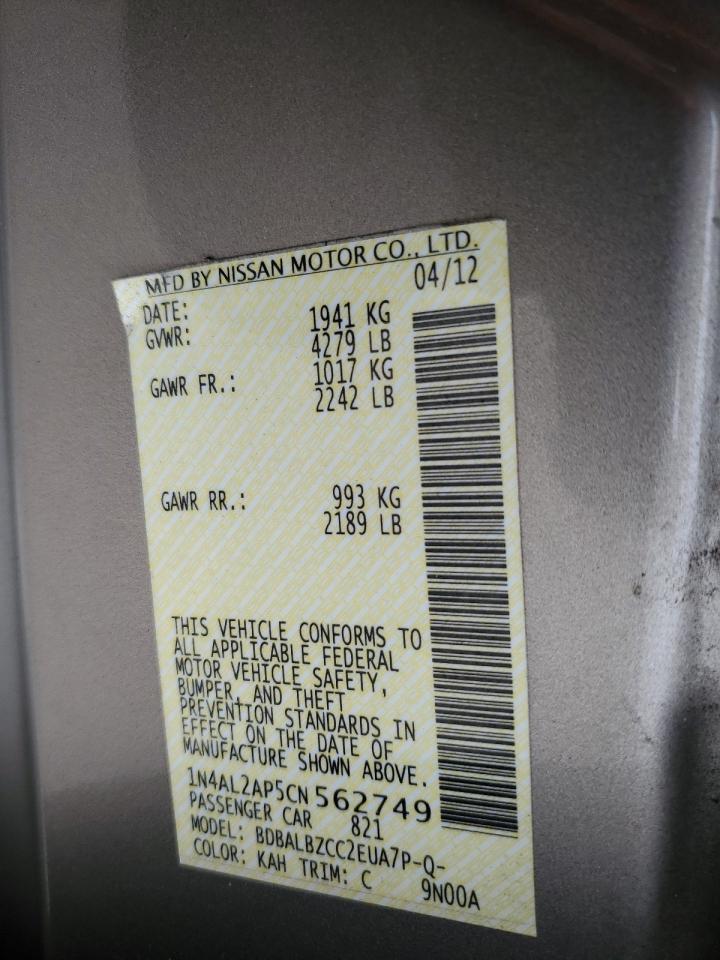 MFD BY NISSAN MOTOR CO., LTD.
DATE: 04/12
GVWR: 1941 KG
4279 LB
GAWR FR.: 1017 KG
2242 LB
GAWR RR.: 993 KG
2189 LB
THIS VEHICLE CONFORMS TO
ALL APPLICABLE FEDERAL
MOTOR VEHICLE SAFETY,
BUMPER, AND THEFT
PREVENTION STANDARDS IN
EFFECT ON THE DATE OF
MANUFACTURE SHOWN ABOVE.
1N4AL2AP5CN562749
PASSENGER CAR 821
MODEL: BDBALBZCC2EUA7P-Q-
COLOR: KAH TRIM: C 9N00A